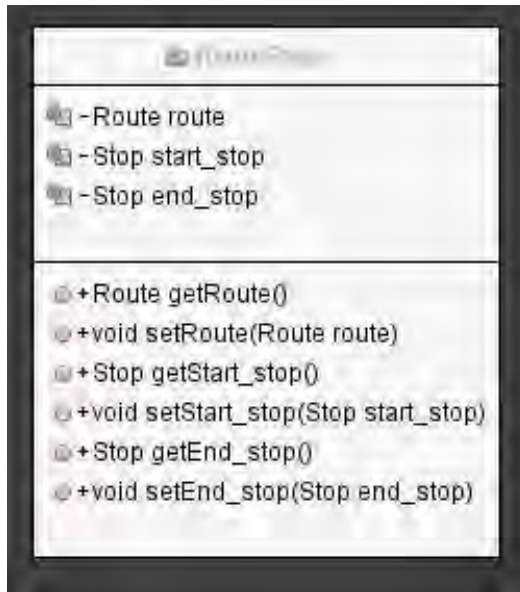 -Route route
-Stop start_stop
-Stop end_stop
+Route getRoute()
+void setRoute(Route route)
+Stop getStart_stop()
+void setStart_stop(Stop start_stop)
+Stop getEnd_stop()
+void setEnd_stop(Stop end_stop)